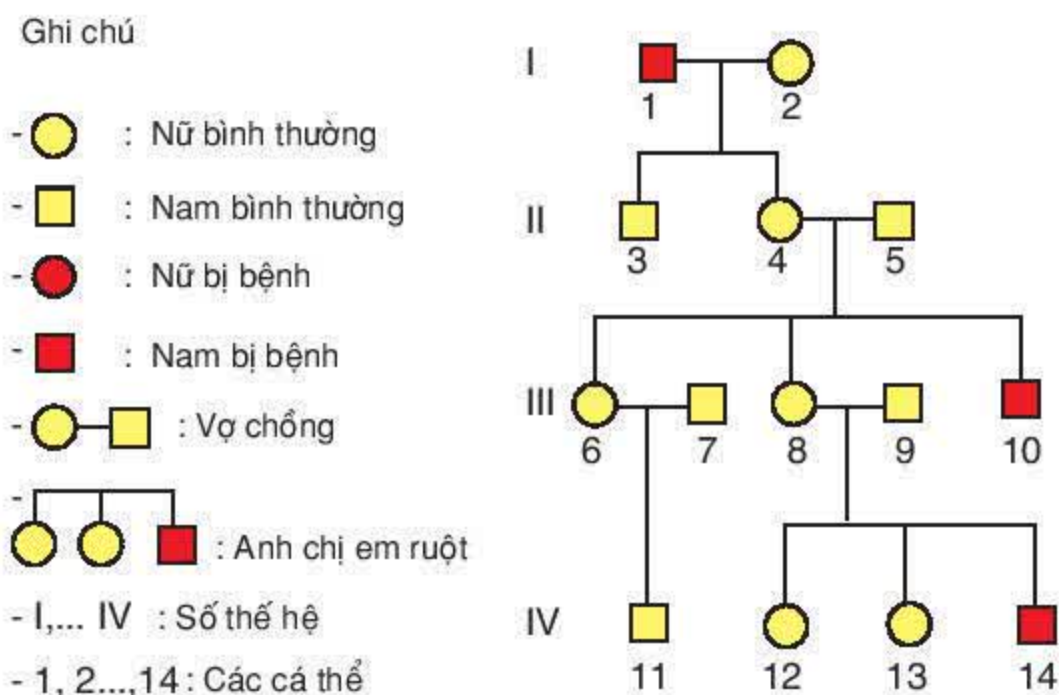 Ghi chú
- : Nữ bình thường
- : Nam bình thường
- : Nữ bị bệnh
- : Nam bị bệnh
- : Vợ chồng
- : Anh chị em ruột
- I,... IV : Số thế hệ
- 1, 2...,14 : Các cá thể
I
1 2
II
3 4 5
III
6 7 8 9 10
IV
11 12 13 14